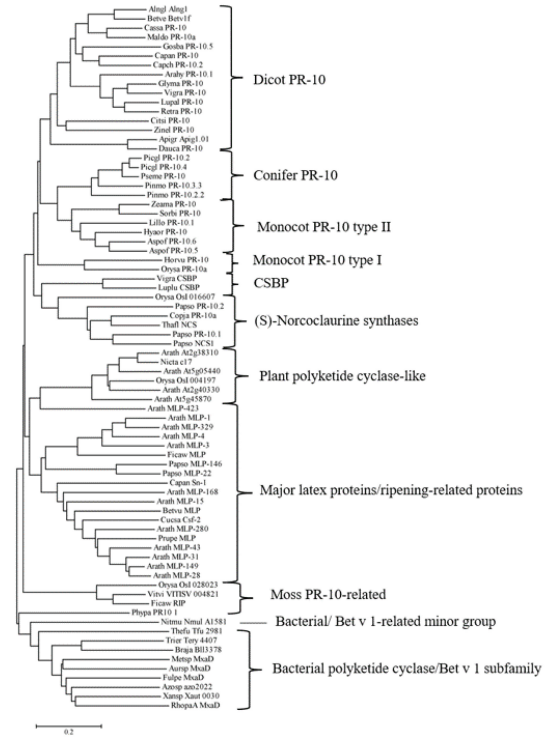 Alngl Alng1
Betve Betv1f
Cassa PR-10
Maldo PR-10a
Gosba PR-10.5
Capan PR-10
Capch PR-10.2
Arahy PR-10.1
Glyma PR-10
Vigra PR-10
Lupal PR-10
Retra PR-10
Citsi PR-10
Zinel PR-10
Apigr Apig1.01
Dauca PR-10
Dicot PR-10
Picgl PR-10.2
Picgl PR-10.4
Pseme PR-10
Pinmo PR-10.3.3
Pinmo PR-10.2.2
Conifer PR-10
Zeama PR-10
Sorbi PR-10
Lillo PR-10.1
Hyaor PR-10
Aspof PR-10.6
Aspof PR-10.5
Monocot PR-10 type II
Horvu PR-10
Orysa PR-10a
Monocot PR-10 type I
Vigra CSBP
Luplu CSBP
CSBP
Orysa OsI 016607
Papso PR-10.2
Copja PR-10a
Thafl NCS
Papso PR-10.1
Papso NCS1
(S)-Norcoclaurine synthases
Arath At2g38310
Nicta c17
Arath At5g05440
Orysa OsI 004197
Arath At2g40330
Arath At5g45870
Plant polyketide cyclase-like
Arath MLP-423
Arath MLP-1
Arath MLP-329
Arath MLP-4
Arath MLP-3
Ficaw MLP
Papso MLP-146
Papso MLP-22
Capan Sn-1
Arath MLP-168
Arath MLP-15
Betvu MLP
Cucsa Csf-2
Arath MLP-280
Prupe MLP
Arath MLP-43
Arath MLP-31
Arath MLP-149
Arath MLP-28
Major latex proteins/ripening-related proteins
Orysa OsI 028023
Vitvi VITISV 004821
Ficaw RIP
Phypa PR10 1
Moss PR-10-related
Nitmu Nmul A1581
Bacterial/ Bet v 1-related minor group
Thefu Tfu 2981
Trier Tery 4407
Braja Bll3378
Metsp MxaD
Aursp MxaD
Fulpe MxaD
Azosp azo2022
Xansp Xaut 0030
RhopaA MxaD
Bacterial polyketide cyclase/Bet v 1 subfamily
0.2